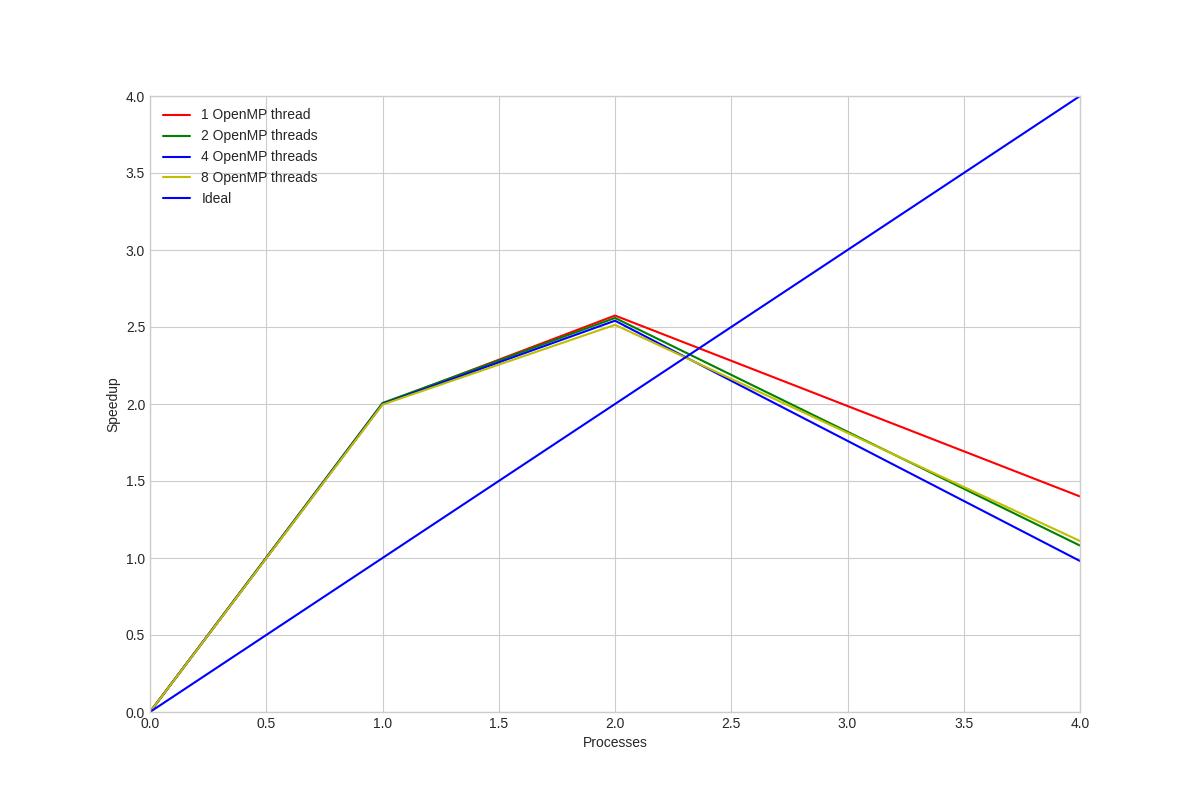 4.0
3.5
3.0
2.5
2.0
1.5
1.0
0.5
0.0
Speedup
1 OpenMP thread
2 OpenMP threads
4 OpenMP threads
8 OpenMP threads
Ideal
0.0 0.5 1.0 1.5 2.0 2.5 3.0 3.5 4.0
Processes